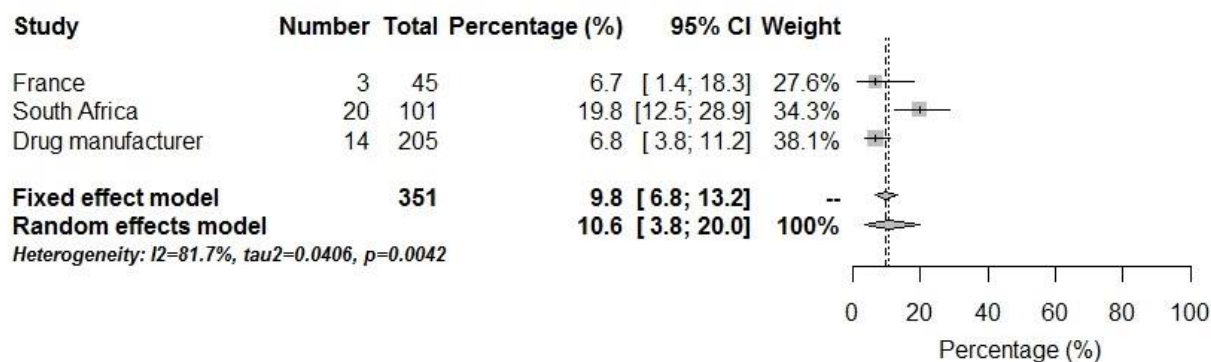 Study Number Total Percentage (%) 95% CI Weight
France 3 45 6.7 [ 1.4; 18.3] 27.6%
South Africa 20 101 19.8 [12.5; 28.9] 34.3%
Drug manufacturer 14 205 6.8 [ 3.8; 11.2] 38.1%
Fixed effect model 351 9.8 [ 6.8; 13.2] --
Random effects model 10.6 [ 3.8; 20.0] 100%
Heterogeneity: I2=81.7%, tau2=0.0406, p=0.0042
0 20 40 60 80 100
Percentage (%)